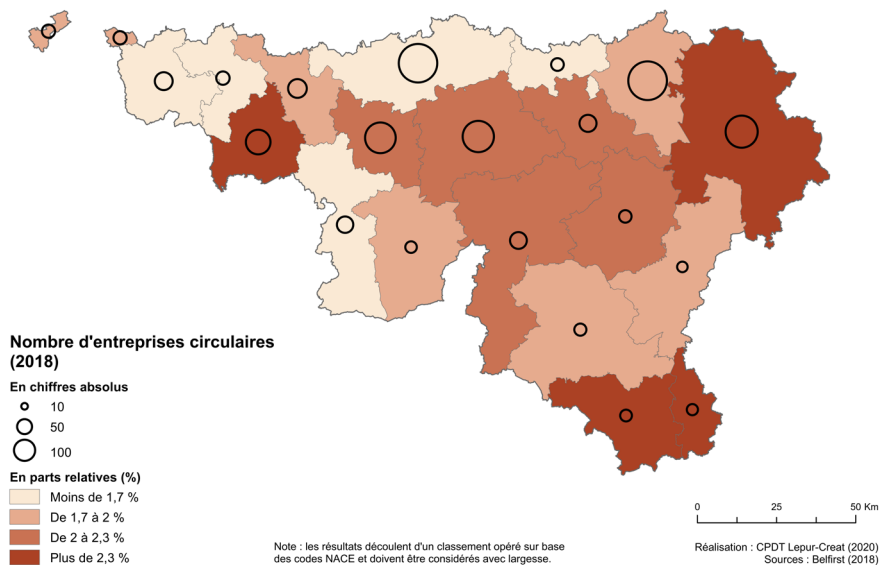 Nombre d'entreprises circulaires
(2018)
En chiffres absolus
10
50
100
En parts relatives (%)
Moins de 1,7 %
De 1,7 à 2 %
De 2 à 2,3 %
Plus de 2,3 %
Note : les résultats découlent d'un classement opéré sur base
des codes NACE et doivent être considérés avec largesse.
0 25 50 Km
Réalisation : CPDT Lepur-Creat (2020)
Sources : Belfirst (2018)